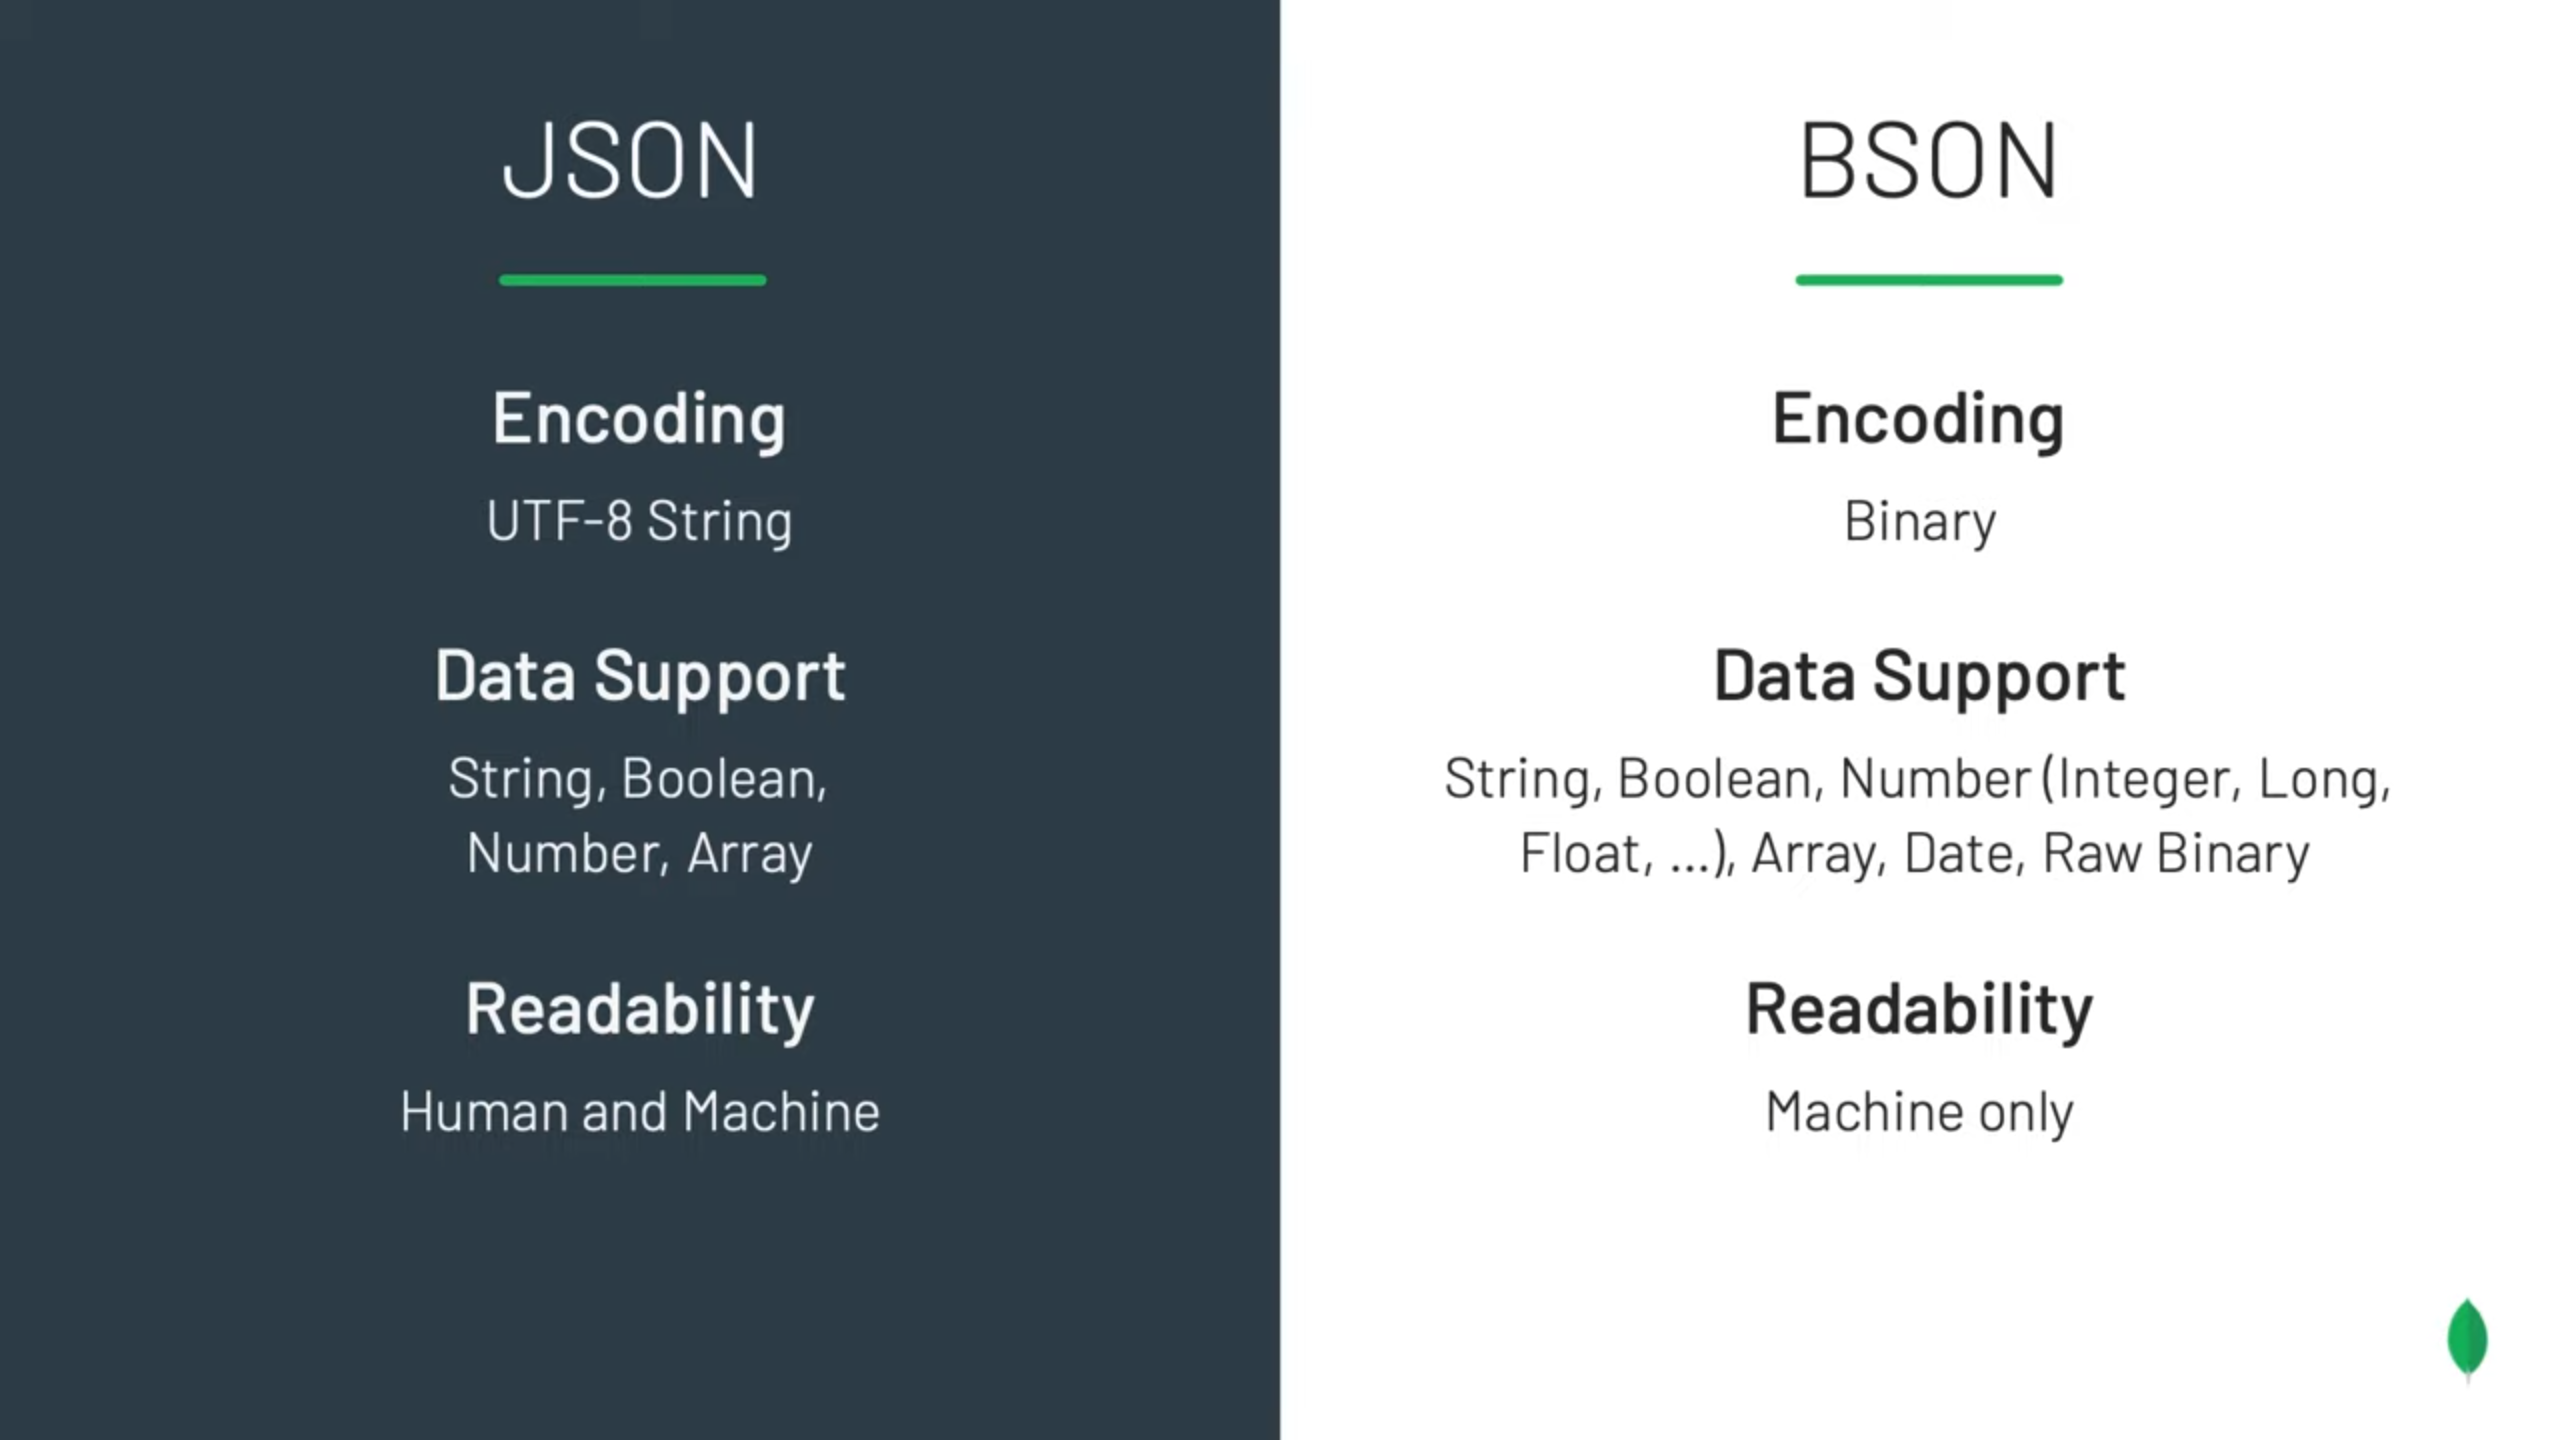 JSON
Encoding
UTF-8 String
Data Support
String, Boolean,
Number, Array
Readability
Human and Machine
BSON
Encoding
Binary
Data Support
String, Boolean, Number (Integer, Long,
Float, ...), Array, Date, Raw Binary
Readability
Machine only